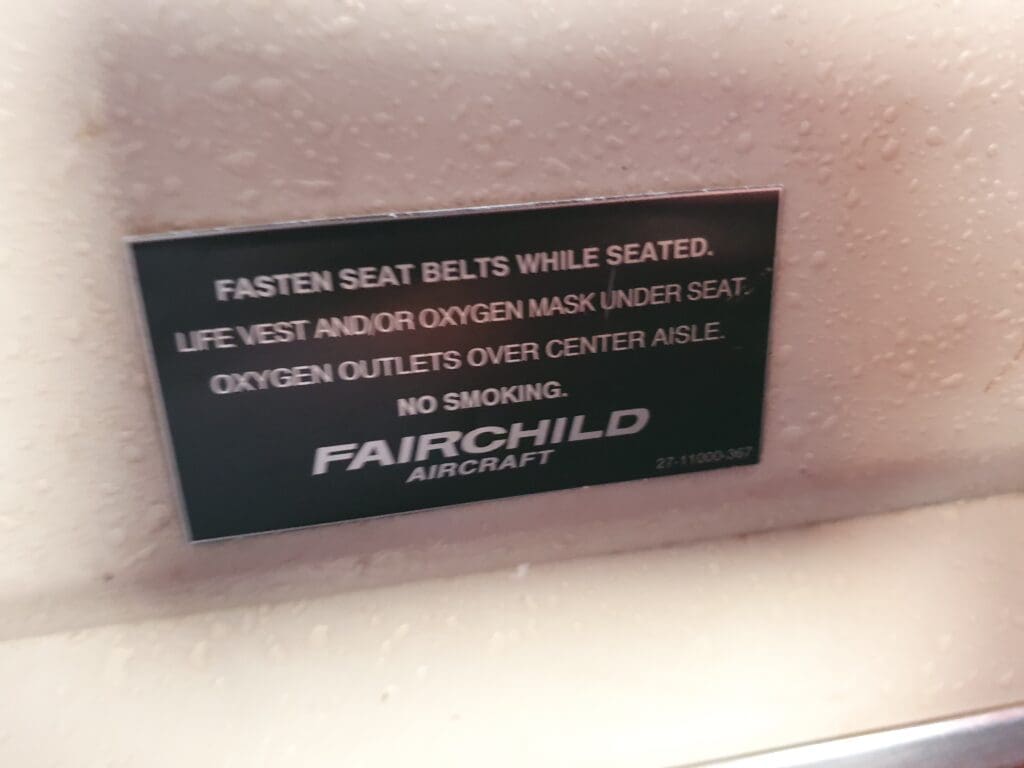 FASTEN SEAT BELTS WHILE SEATED.
LIFE VEST AND/OR OXYGEN MASK UNDER SEAT.
OXYGEN OUTLETS OVER CENTER AISLE.
NO SMOKING.
FAIRCHILD
AIRCRAFT
27-11000-367